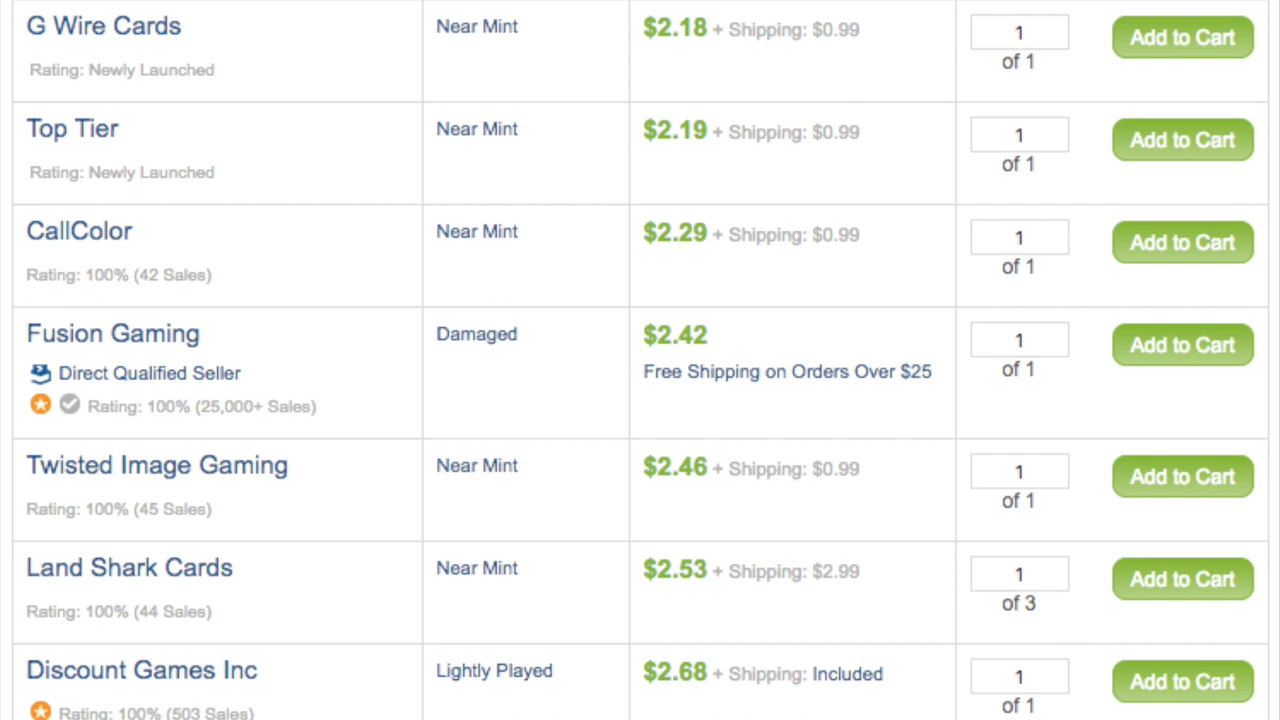 G Wire Cards
Near Mint
$2.18 + Shipping: $0.99
1
of 1
Add to Cart
Rating: Newly Launched
Top Tier
Near Mint
$2.19 + Shipping: $0.99
1
of 1
Add to Cart
Rating: Newly Launched
CallColor
Near Mint
$2.29 + Shipping: $0.99
1
of 1
Add to Cart
Rating: 100% (42 Sales)
Fusion Gaming
Damaged
$2.42
Free Shipping on Orders Over $25
1
of 1
Add to Cart
Direct Qualified Seller
Rating: 100% (25,000+ Sales)
Twisted Image Gaming
Near Mint
$2.46 + Shipping: $0.99
1
of 1
Add to Cart
Rating: 100% (45 Sales)
Land Shark Cards
Near Mint
$2.53 + Shipping: $2.99
1
of 3
Add to Cart
Rating: 100% (44 Sales)
Discount Games Inc
Lightly Played
$2.68 + Shipping: Included
1
of 1
Add to Cart
Rating: 100% (503 Sales)